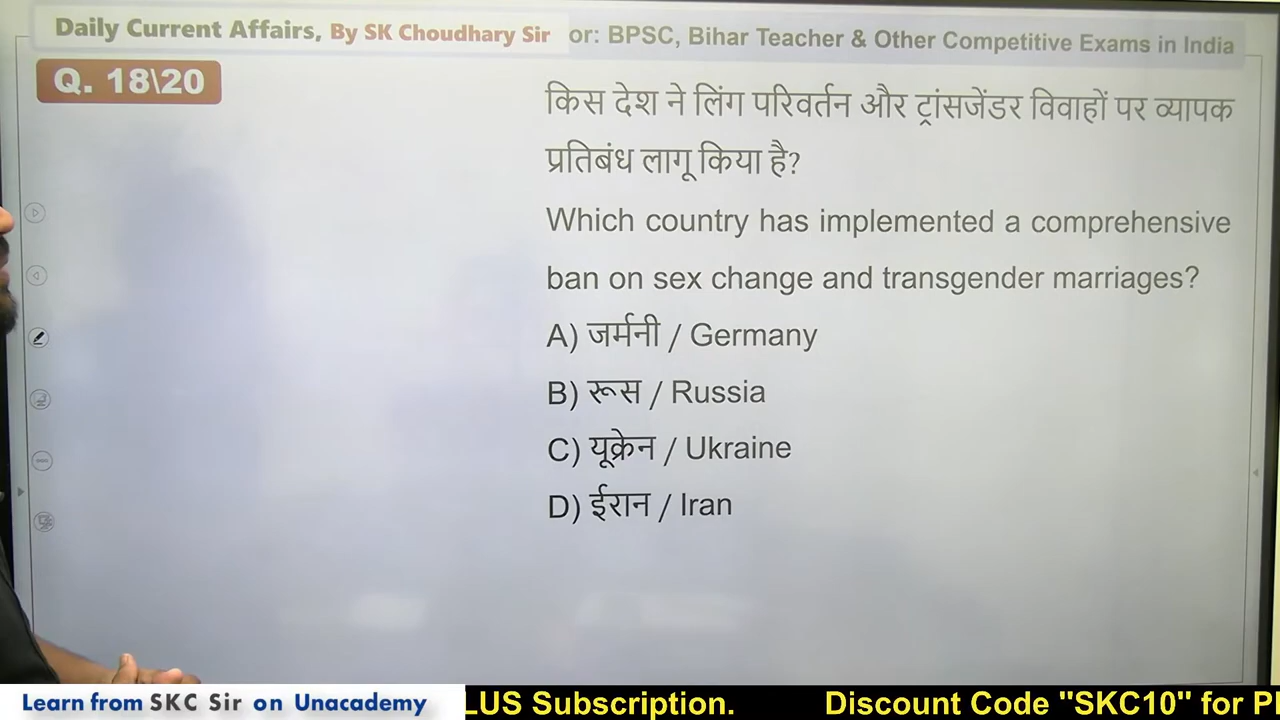 Daily Current Affairs, By SK Choudhary Sir or: BPSC, Bihar Teacher & Other Competitive Exams in India
Q. 18\20
किस देश ने लिंग परिवर्तन और ट्रांसजेंडर विवाहों पर व्यापक
प्रतिबंध लागू किया है?
Which country has implemented a comprehensive
ban on sex change and transgender marriages?
A) जर्मनी / Germany
B) रूस / Russia
C) यूक्रेन / Ukraine
D) ईरान / Iran
Learn from SKC Sir on Unacademy
LUS Subscription. Discount Code "SKC10" for Pl